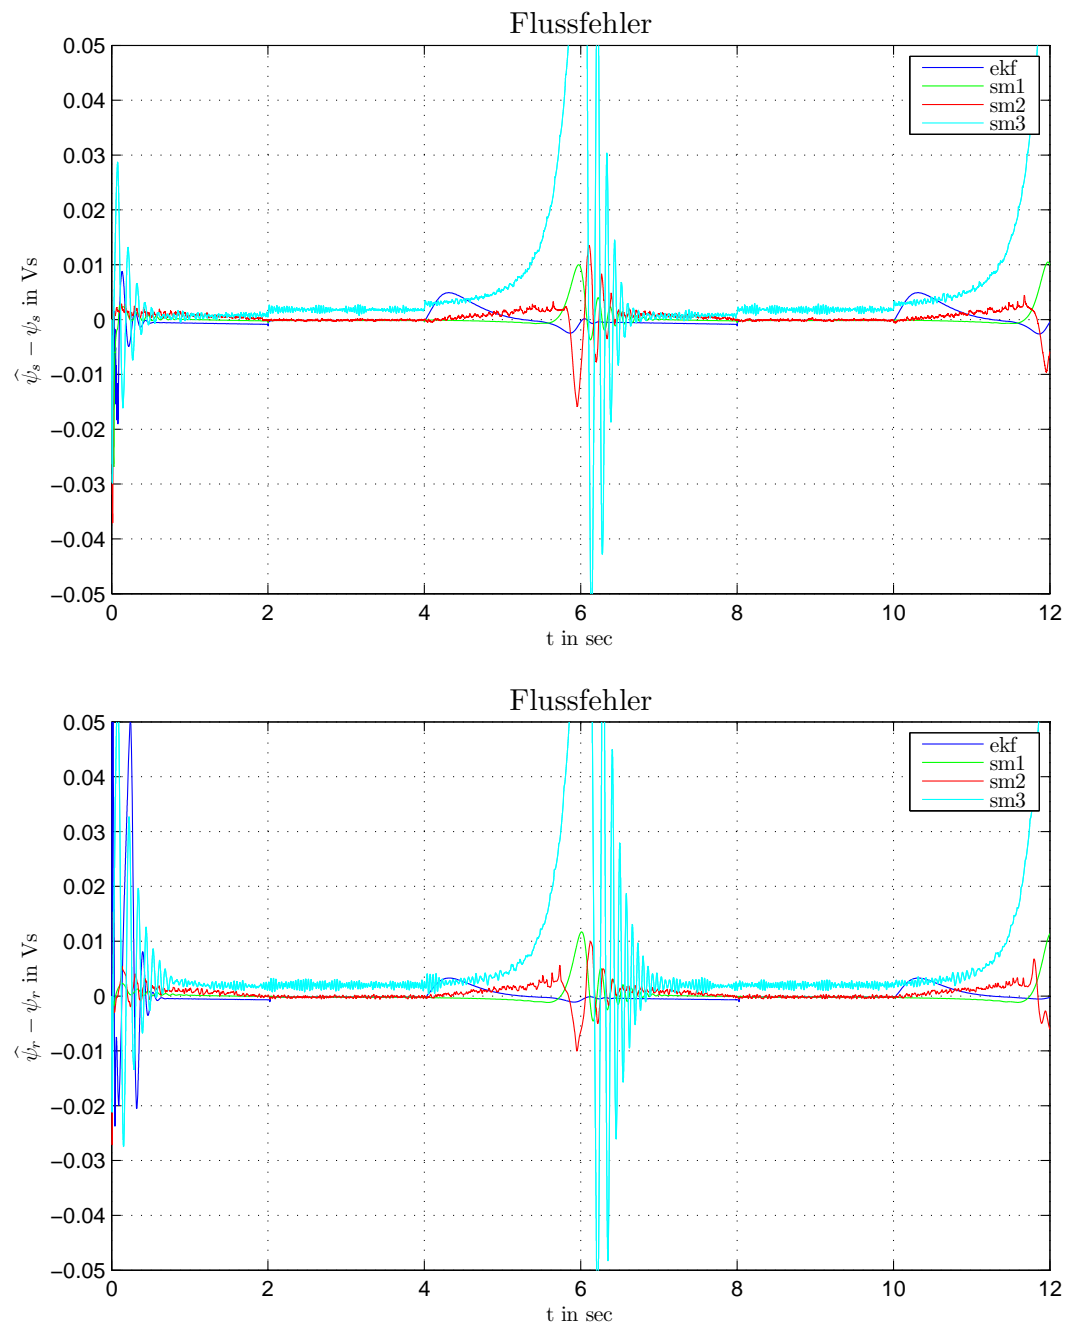 Flussfehler
0.05
0.04
0.03
0.02
0.01
0
−0.01
−0.02
−0.03
−0.04
−0.05
ψ̂s − ψs in Vs
ekf
sm1
sm2
sm3
0 2 4 6 8 10 12
t in sec
Flussfehler
0.05
0.04
0.03
0.02
0.01
0
−0.01
−0.02
−0.03
−0.04
−0.05
ψ̂r − ψr in Vs
ekf
sm1
sm2
sm3
0 2 4 6 8 10 12
t in sec